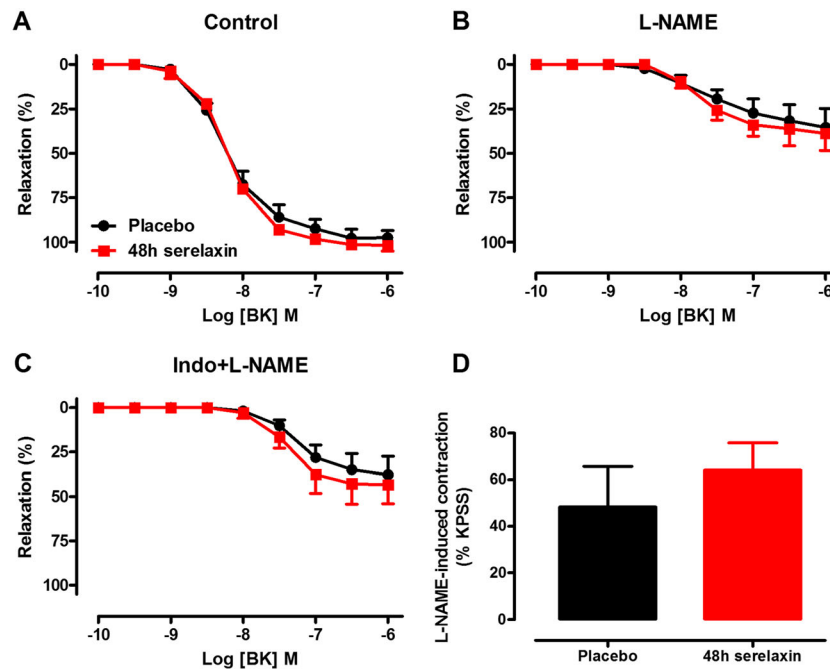 A
Control
Relaxation (%)
0
25
50
75
100
Placebo
48h serelaxin
-10
-9
-8
-7
-6
Log [BK] M
B
L-NAME
Relaxation (%)
0
25
50
75
100
-10
-9
-8
-7
-6
Log [BK] M
C
Indo+L-NAME
Relaxation (%)
0
25
50
75
100
-10
-9
-8
-7
-6
Log [BK] M
D
L-NAME-induced contraction
(% KPSS)
80
60
40
20
0
Placebo
48h serelaxin